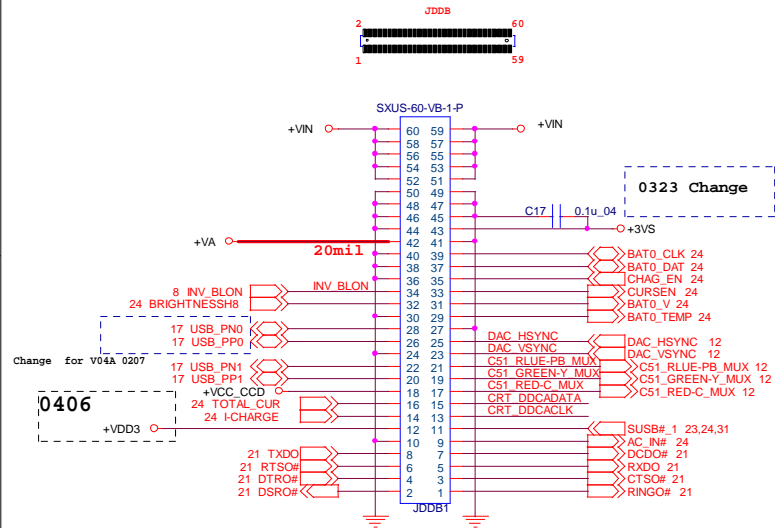 JDDB
2 60
1 59
SXUS-60-VB-1-P
+VIN 60 59 +VIN
58 57
56 55
54 53
52 51
50 49
48 47
46 45 C17 0.1u_04
0323 Change
44 43 +3VS
+VA 20mil 42 41
40 39 BAT0_CLK 24
38 37 BAT0_DAT 24
36 35 CHAG_EN 24
8 INV_BLON INV_BLON 34 33 CURSEN 24
24 BRIGHTNESSH8 32 31 BAT0_V 24
30 29 BAT0_TEMP 24
17 USB_PN0 28 27
17 USB_PP0 26 25 DAC_HSYNC DAC_HSYNC 12
Change for V04A 0207
24 23 DAC_VSYNC DAC_VSYNC 12
17 USB_PN1 22 21 C51_RLUE-PB_MUX C51_RLUE-PB_MUX 12
17 USB_PP1 20 19 C51_GREEN-Y_MUX C51_GREEN-Y_MUX 12
+VCC_CCD 18 17 C51_RED-C_MUX C51_RED-C_MUX 12
0406
24 TOTAL_CUR 16 15 CRT_DDCADATA
24 I-CHARGE 14 13 CRT_DDCACLK
+VDD3 12 11 SUSB#_1 23,24,31
10 9 AC_IN# 24
21 TXDO 8 7 DCDO# 21
21 RTSO# 6 5 RXDO 21
21 DTRO# 4 3 CTSO# 21
21 DSRO# 2 1 RINGO# 21
JDDB1